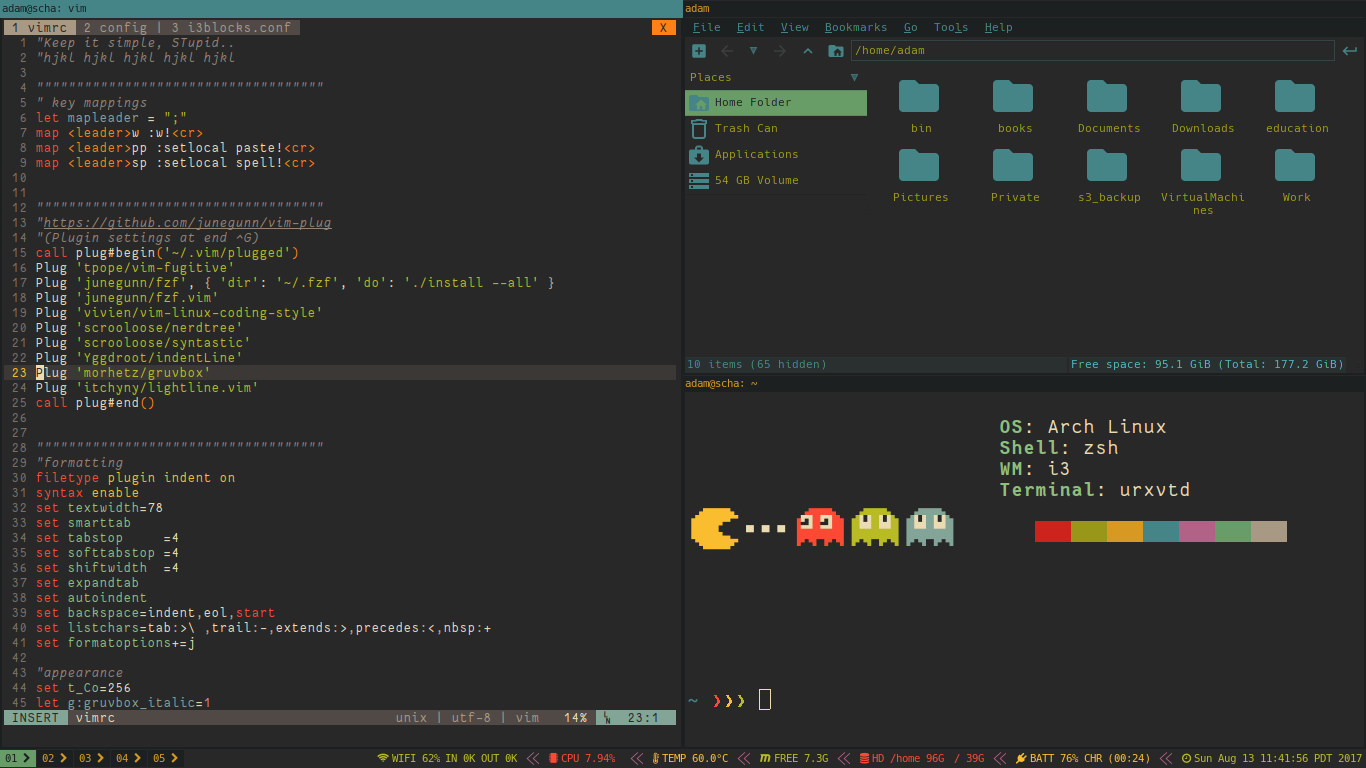 adam@scha: vim
1 vimrc  2 config | 3 i3blocks.conf  X
1 "Keep it simple, STupid..
2 "hjkl hjkl hjkl hjkl hjkl
3
4 """"""""""""""""""""""""""""""""""""
5 " key mappings
6 let mapleader = ";"
7 map <leader>w :w!<cr>
8 map <leader>pp :setlocal paste!<cr>
9 map <leader>sp :setlocal spell!<cr>
10
11
12 """"""""""""""""""""""""""""""""""""
13 "https://github.com/junegunn/vim-plug
14 "(Plugin settings at end ^G)
15 call plug#begin('~/.vim/plugged')
16 Plug 'tpope/vim-fugitive'
17 Plug 'junegunn/fzf', { 'dir': '~/.fzf', 'do': './install --all' }
18 Plug 'junegunn/fzf.vim'
19 Plug 'vivien/vim-linux-coding-style'
20 Plug 'scrooloose/nerdtree'
21 Plug 'scrooloose/syntastic'
22 Plug 'Yggdroot/indentLine'
23 Plug 'morhetz/gruvbox'
24 Plug 'itchyny/lightline.vim'
25 call plug#end()
26
27
28 """"""""""""""""""""""""""""""""""""
29 "formatting
30 filetype plugin indent on
31 syntax enable
32 set textwidth=78
33 set smarttab
34 set tabstop     =4
35 set softtabstop =4
36 set shiftwidth  =4
37 set expandtab
38 set autoindent
39 set backspace=indent,eol,start
40 set listchars=tab:>\ ,trail:-,extends:>,precedes:<,nbsp:+
41 set formatoptions+=j
42
43 "appearance
44 set t_Co=256
45 let g:gruvbox_italic=1
INSERT  vimrc  unix | utf-8 | vim  14%  LN 23:1
adam
File Edit View Bookmarks Go Tools Help
/home/adam
Places
Home Folder
Trash Can
Applications
54 GB Volume
bin books Documents Downloads education
Pictures Private s3_backup VirtualMachi Work
nes
10 items (65 hidden) Free space: 95.1 GiB (Total: 177.2 GiB)
adam@scha: ~
OS: Arch Linux
Shell: zsh
WM: i3
Terminal: urxvtd
~ ❯❯❯
01 ❯ 02 ❯ 03 ❯ 04 ❯ 05 ❯ WIFI 62% IN 0K OUT 0K CPU 7.94% TEMP 60.0°C m FREE 7.3G HD /home 96G / 39G BATT 76% CHR (00:24) Sun Aug 13 11:41:56 PDT 2017